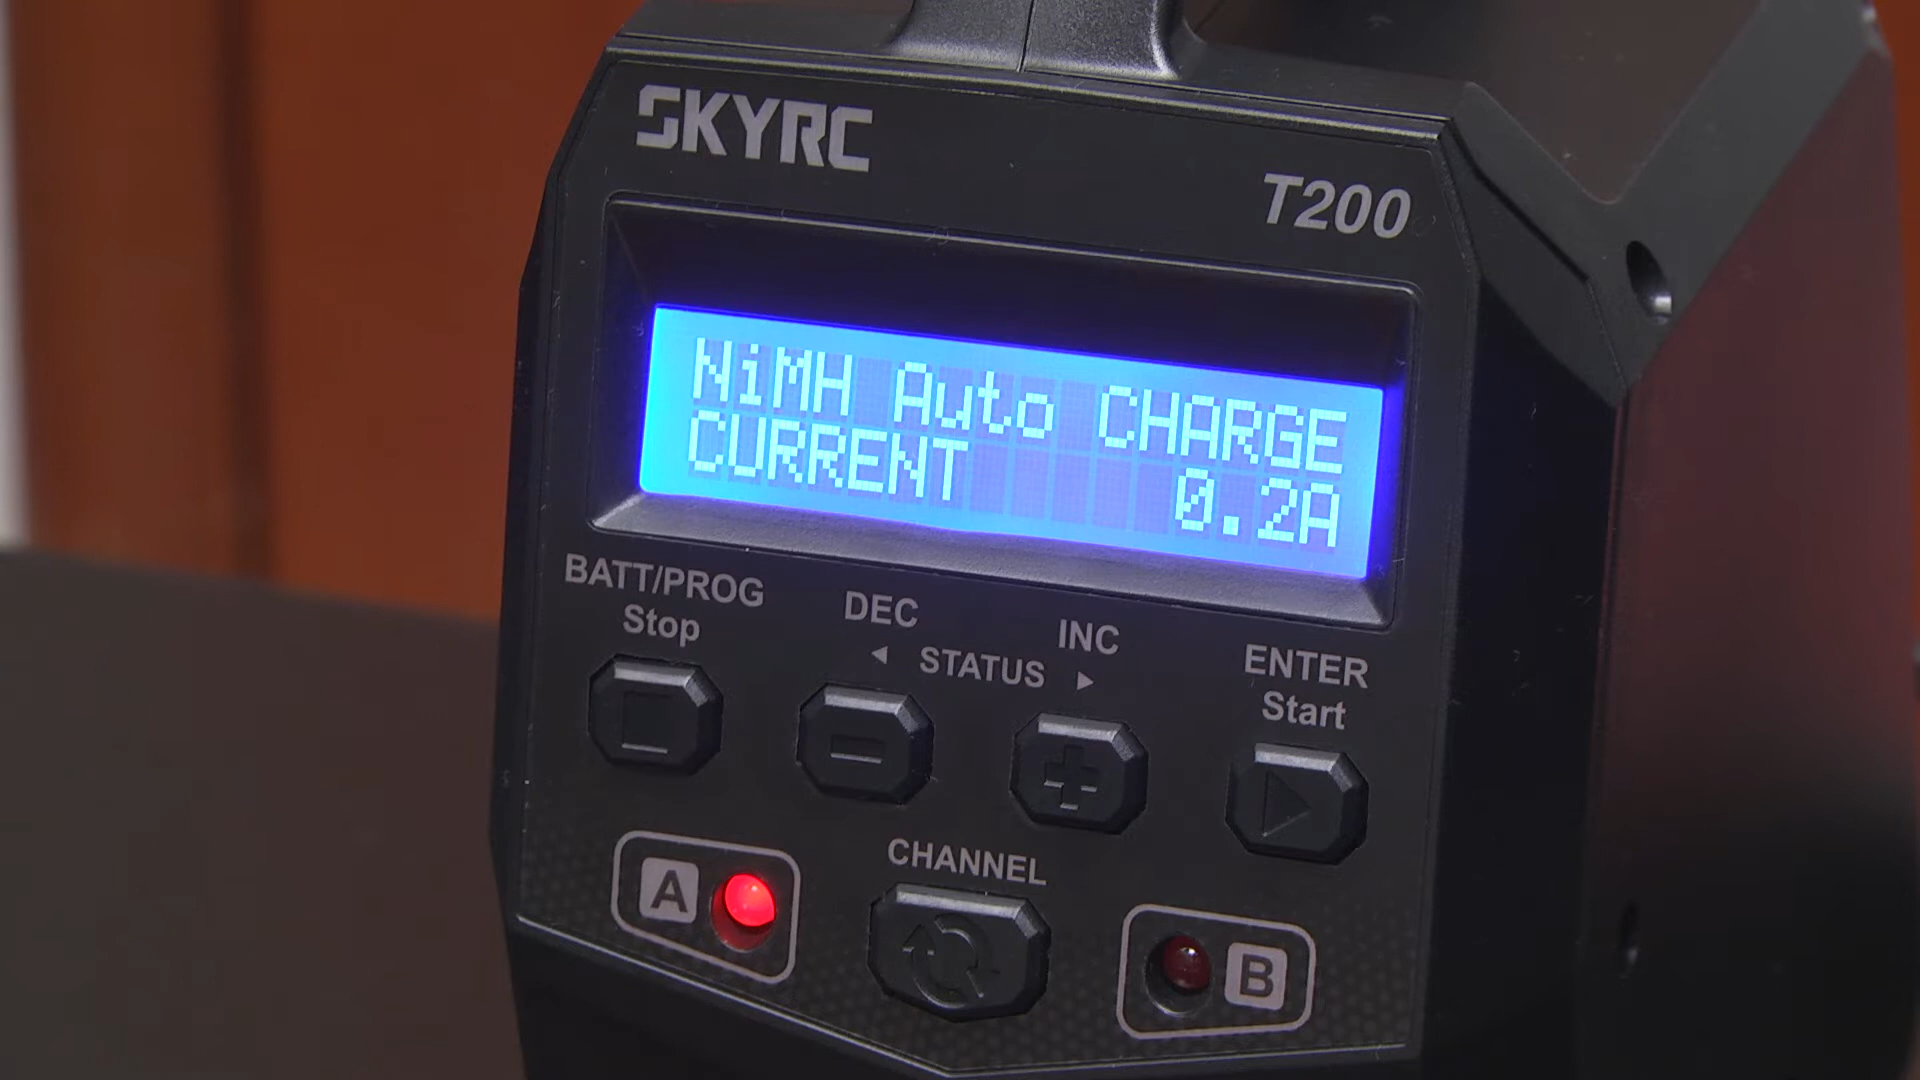 SKYRC
T200
NiMH Auto CHARGE
CURRENT 0.2A
BATT/PROG
Stop
DEC
INC
◄ STATUS ►
ENTER
Start
CHANNEL
A
B